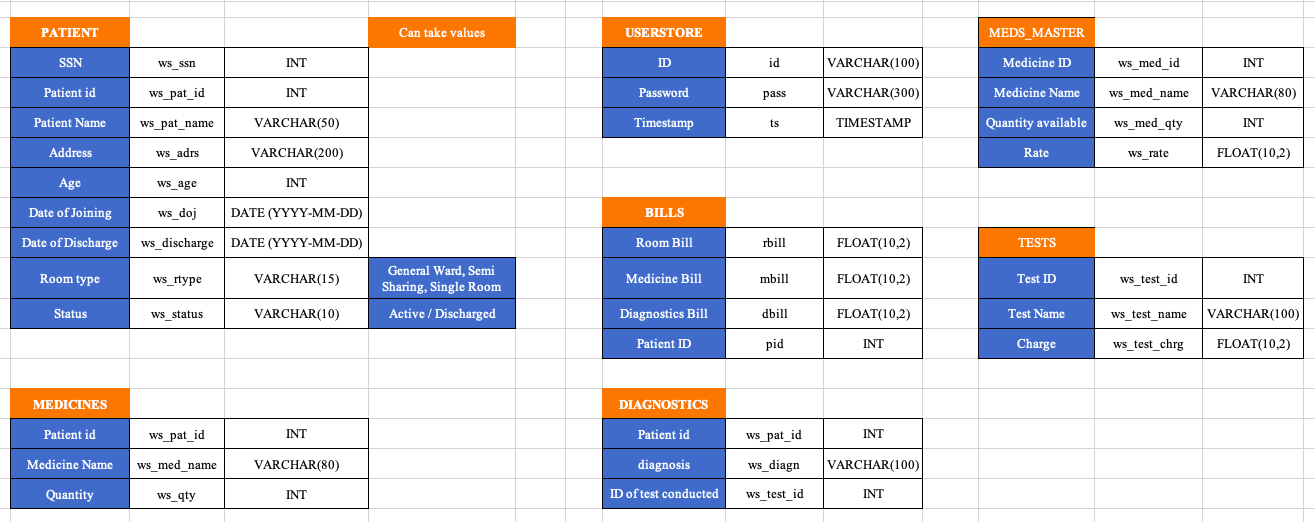 PATIENT Can take values
SSN ws_ssn INT
Patient id ws_pat_id INT
Patient Name ws_pat_name VARCHAR(50)
Address ws_adrs VARCHAR(200)
Age ws_age INT
Date of Joining ws_doj DATE (YYYY-MM-DD)
Date of Discharge ws_discharge DATE (YYYY-MM-DD)
Room type ws_rtype VARCHAR(15) General Ward, Semi
Sharing, Single Room
Status ws_status VARCHAR(10) Active / Discharged
USERSTORE
ID id VARCHAR(100)
Password pass VARCHAR(300)
Timestamp ts TIMESTAMP
MEDS_MASTER
Medicine ID ws_med_id INT
Medicine Name ws_med_name VARCHAR(80)
Quantity available ws_med_qty INT
Rate ws_rate FLOAT(10,2)
BILLS
Room Bill rbill FLOAT(10,2)
Medicine Bill mbill FLOAT(10,2)
Diagnostics Bill dbill FLOAT(10,2)
Patient ID pid INT
TESTS
Test ID ws_test_id INT
Test Name ws_test_name VARCHAR(100)
Charge ws_test_chrg FLOAT(10,2)
MEDICINES
Patient id ws_pat_id INT
Medicine Name ws_med_name VARCHAR(80)
Quantity ws_qty INT
DIAGNOSTICS
Patient id ws_pat_id INT
diagnosis ws_diagn VARCHAR(100)
ID of test conducted ws_test_id INT